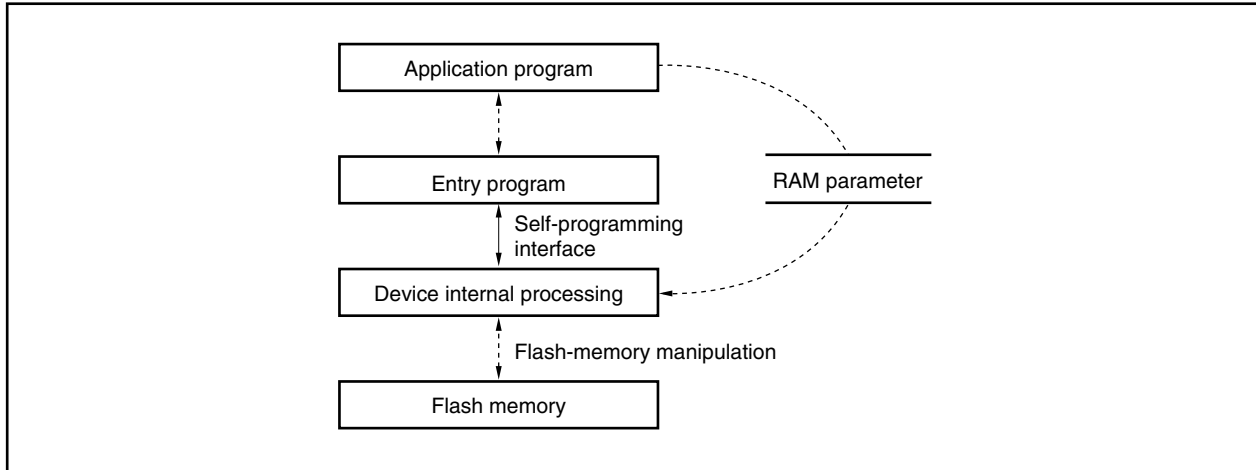 Application program
Entry program
RAM parameter
Self-programming
interface
Device internal processing
Flash-memory manipulation
Flash memory